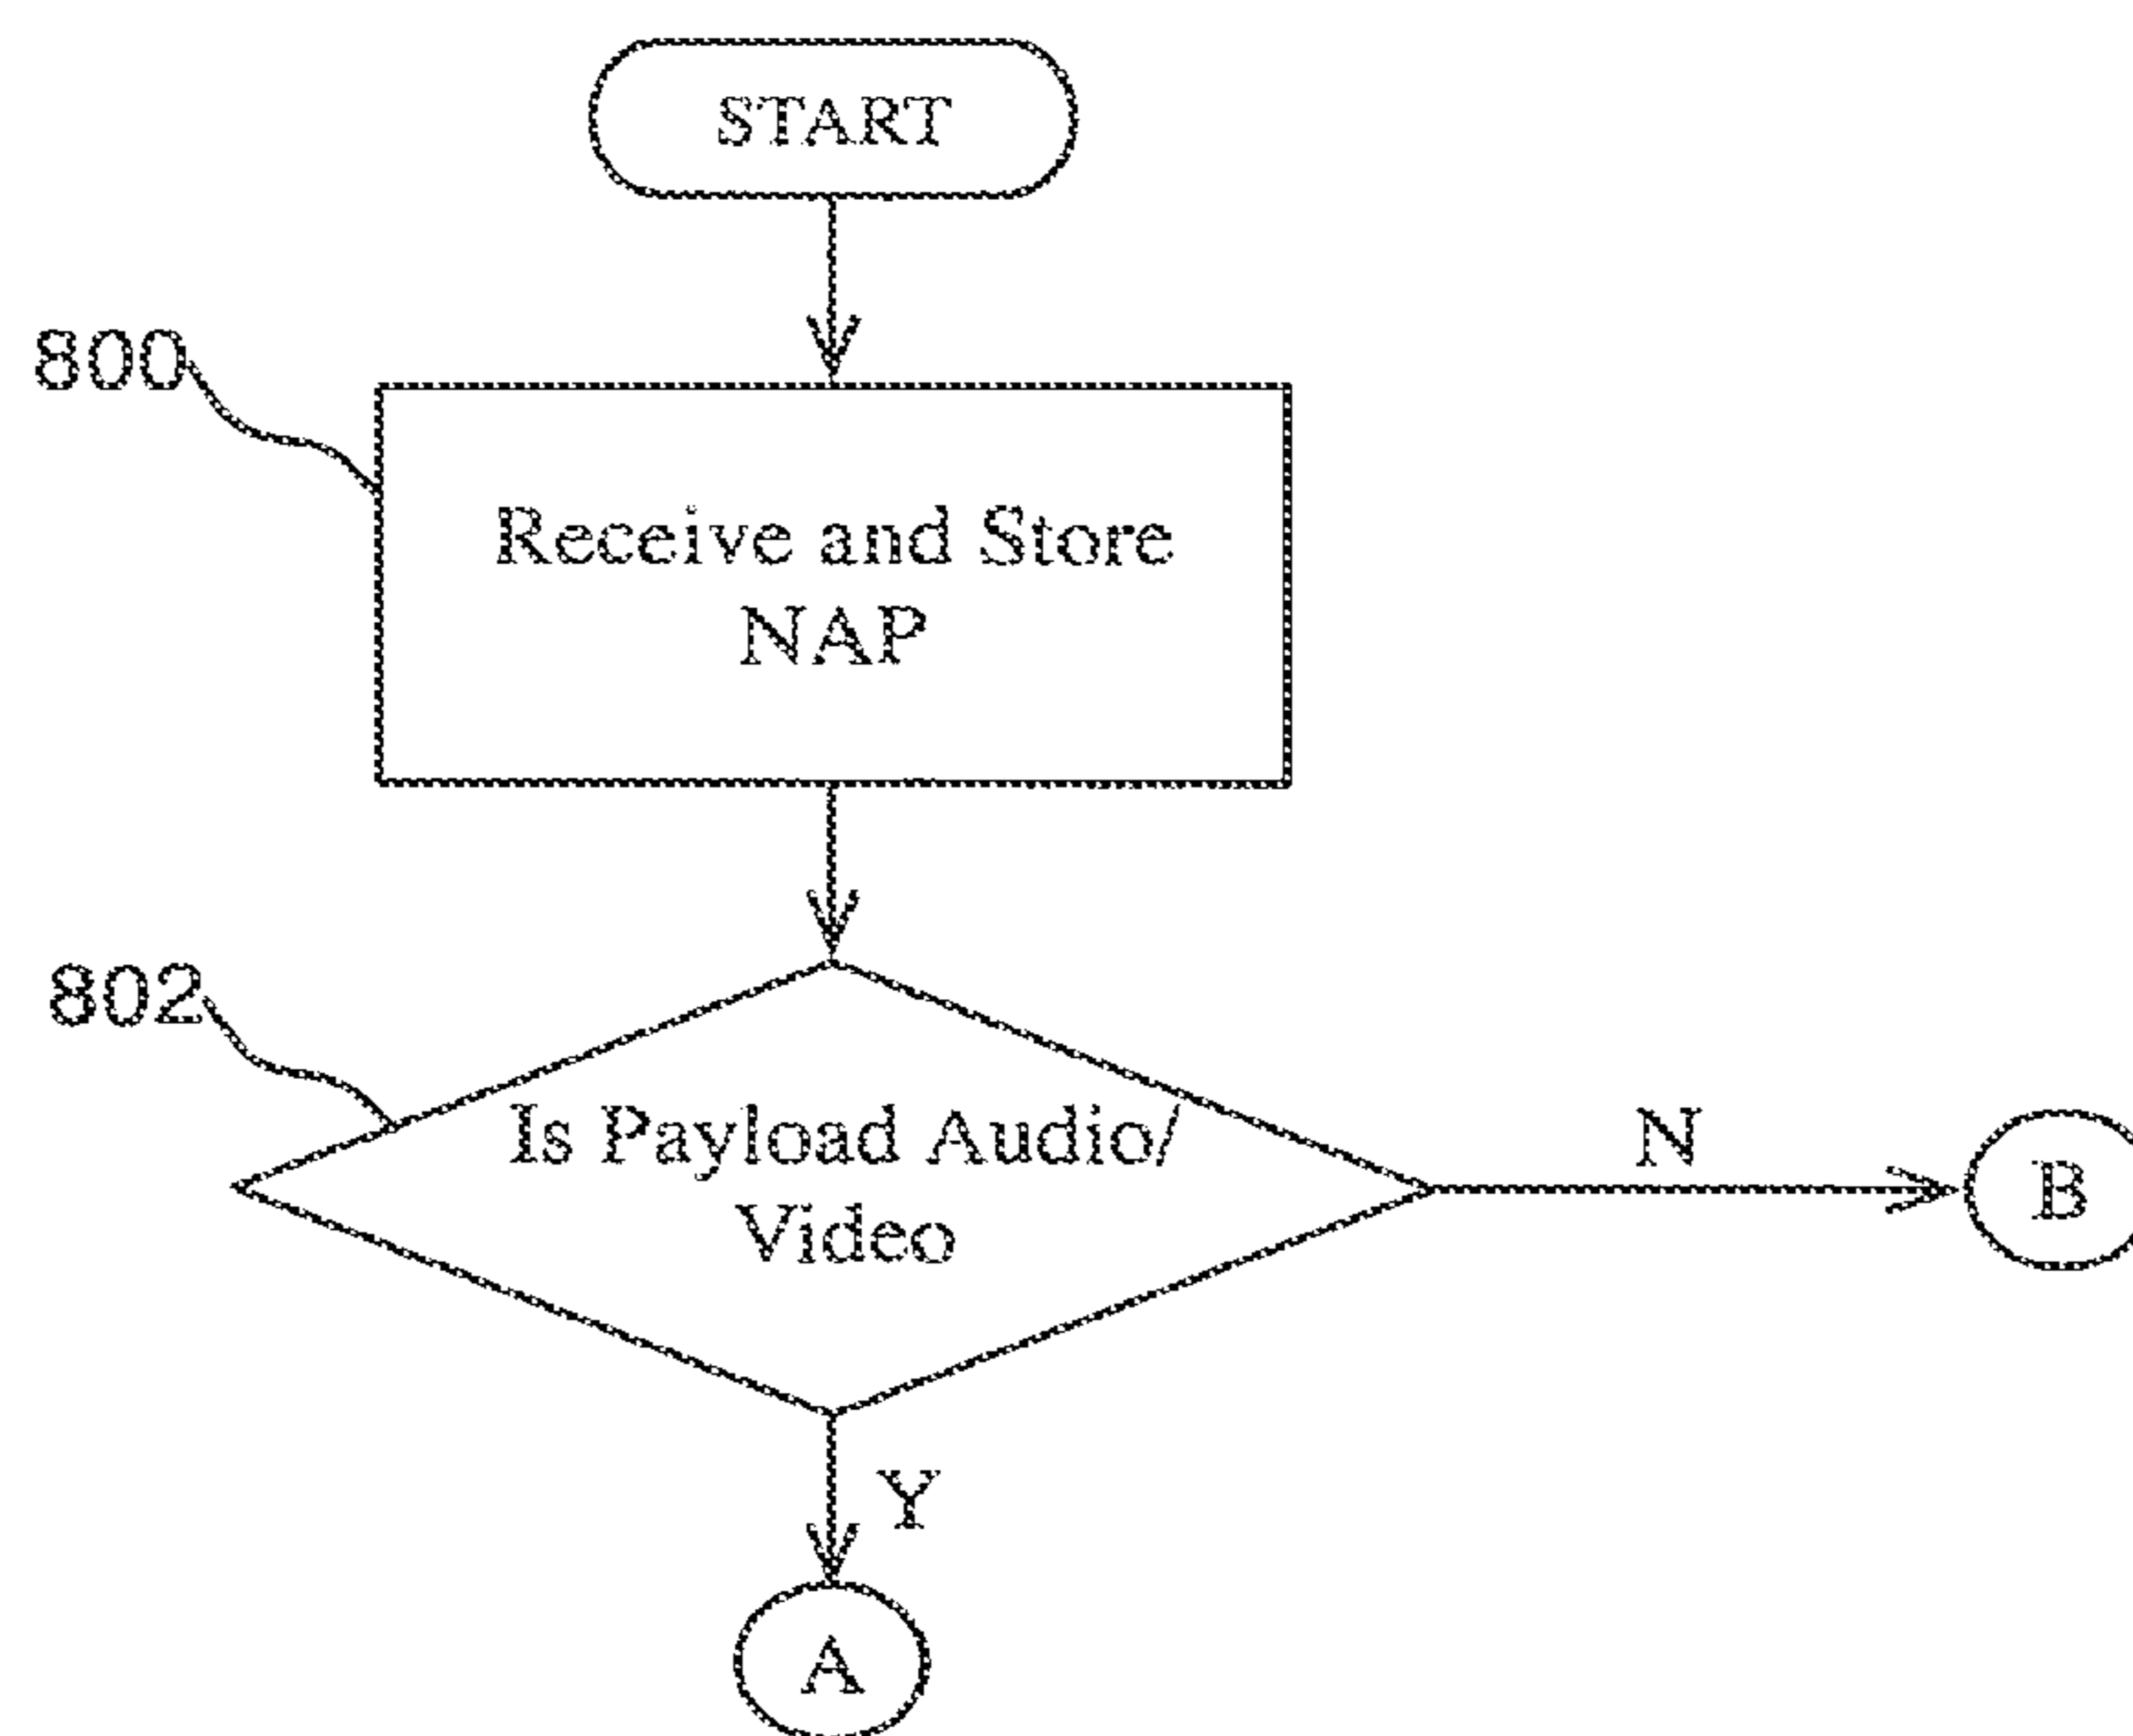 START
800
Receive and Store
NAP
802
Is Payload Audio/
Video
N
B
Y
A